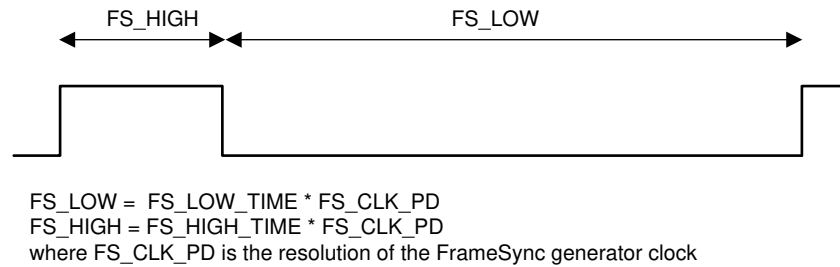 FS_HIGH FS_LOW
FS_LOW = FS_LOW_TIME * FS_CLK_PD
FS_HIGH = FS_HIGH_TIME * FS_CLK_PD
where FS_CLK_PD is the resolution of the FrameSync generator clock